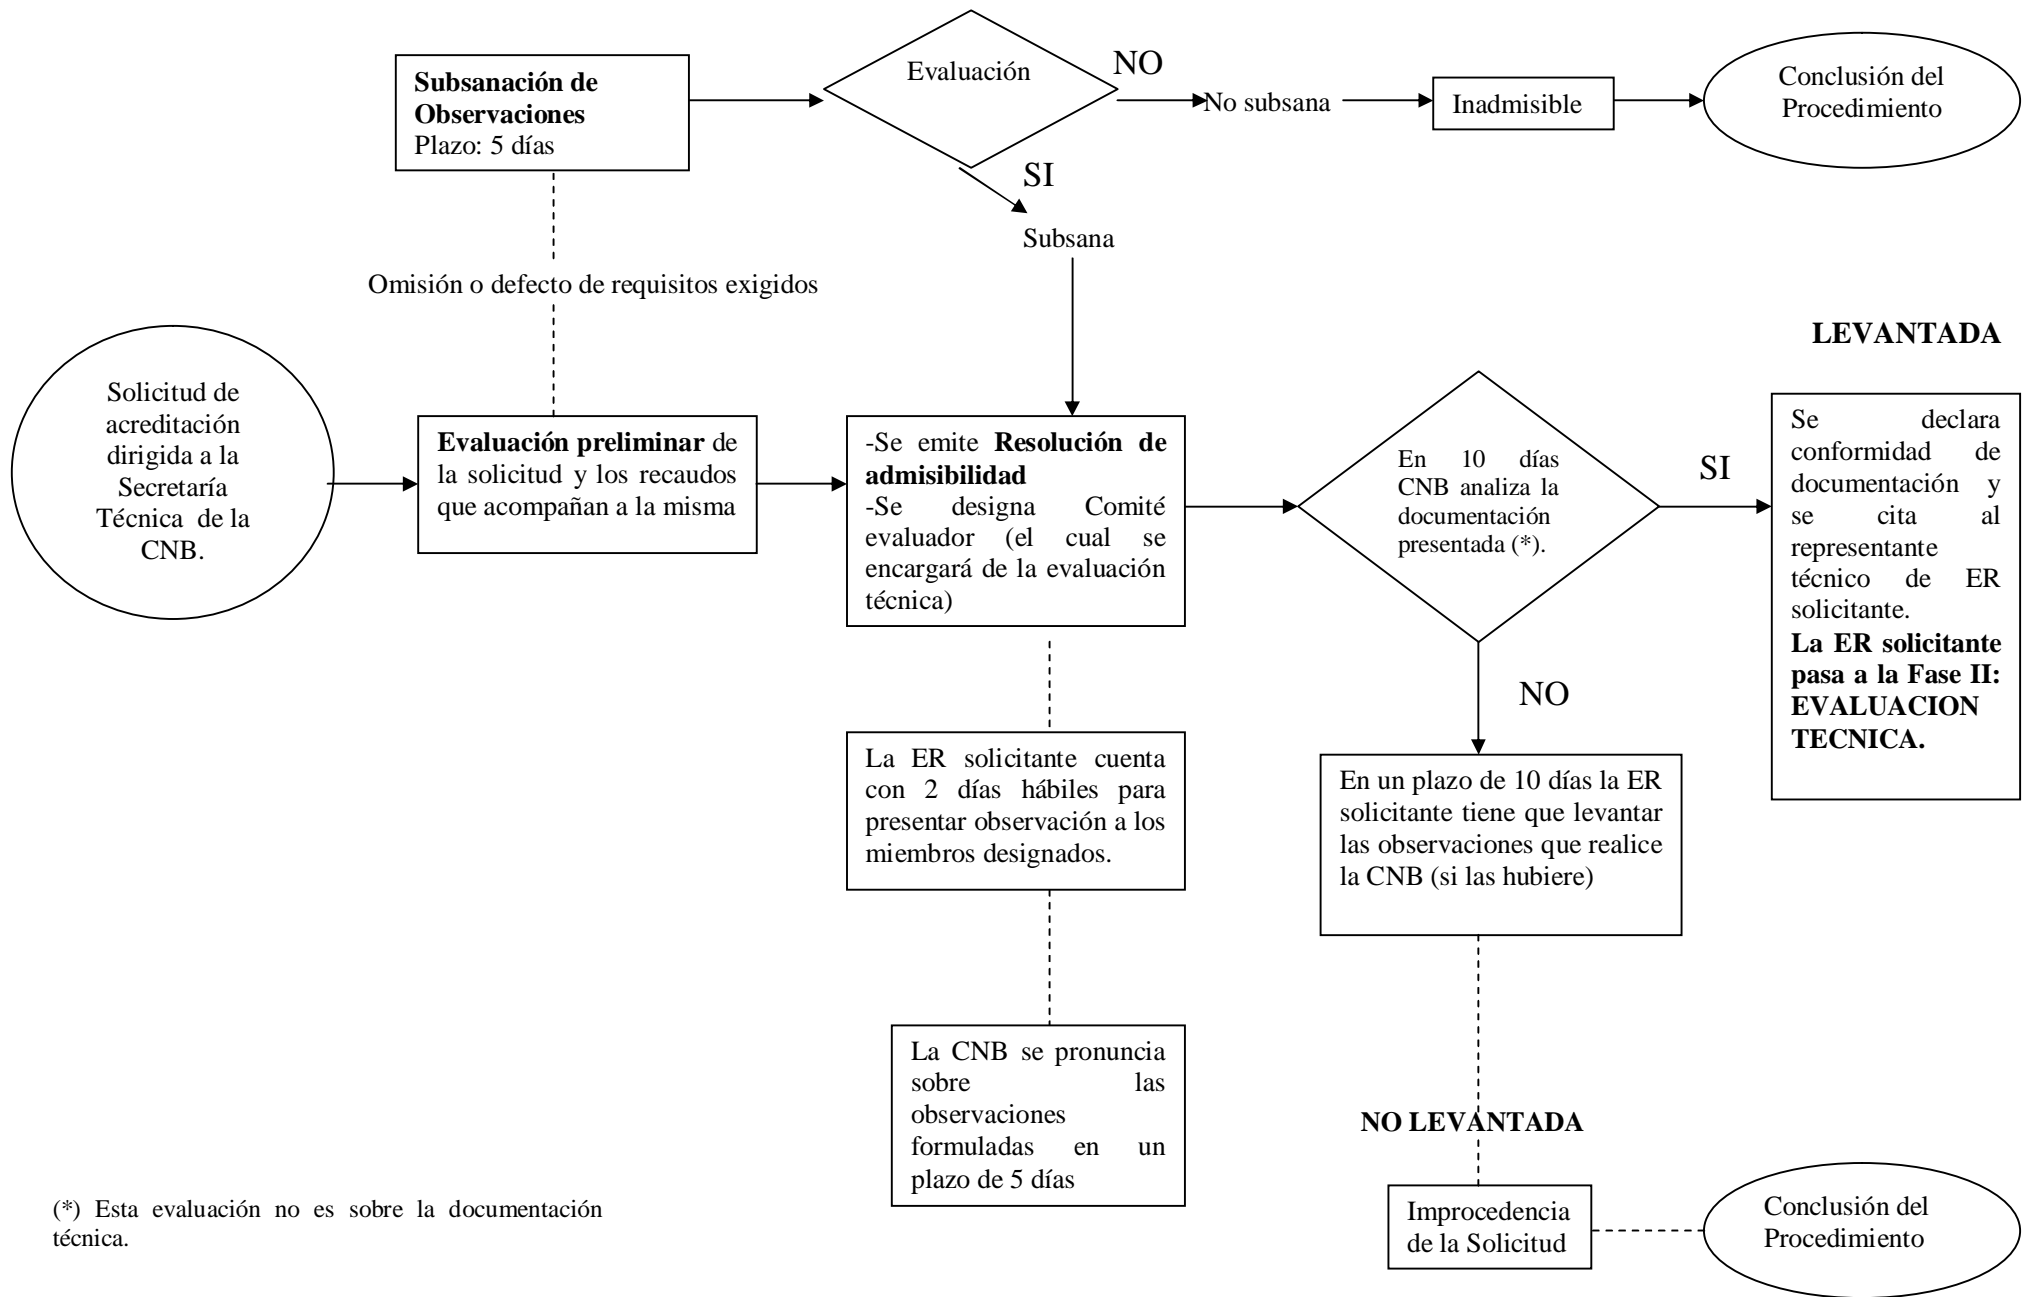 Subsanación de
Observaciones
Plazo: 5 días
Evaluación
NO
No subsana
Inadmisible
Conclusión del
Procedimiento
SI
Subsana
Omisión o defecto de requisitos exigidos
Solicitud de
acreditación
dirigida a la
Secretaría
Técnica de la
CNB.
Evaluación preliminar de
la solicitud y los recaudos
que acompañan a la misma
-Se emite Resolución de
admisibilidad
-Se designa Comité
evaluador (el cual se
encargará de la evaluación
técnica)
En 10 días
CNB analiza la
documentación
presentada (*).
SI
LEVANTADA
Se declara
conformidad de
documentación y
se cita al
representante
técnico de ER
solicitante.
La ER solicitante
pasa a la Fase II:
EVALUACION
TECNICA.
NO
La ER solicitante cuenta
con 2 días hábiles para
presentar observación a los
miembros designados.
En un plazo de 10 días la ER
solicitante tiene que levantar
las observaciones que realice
la CNB (si las hubiere)
La CNB se pronuncia
sobre las
observaciones
formuladas en un
plazo de 5 días
NO LEVANTADA
Improcedencia
de la Solicitud
Conclusión del
Procedimiento
(*) Esta evaluación no es sobre la documentación
técnica.